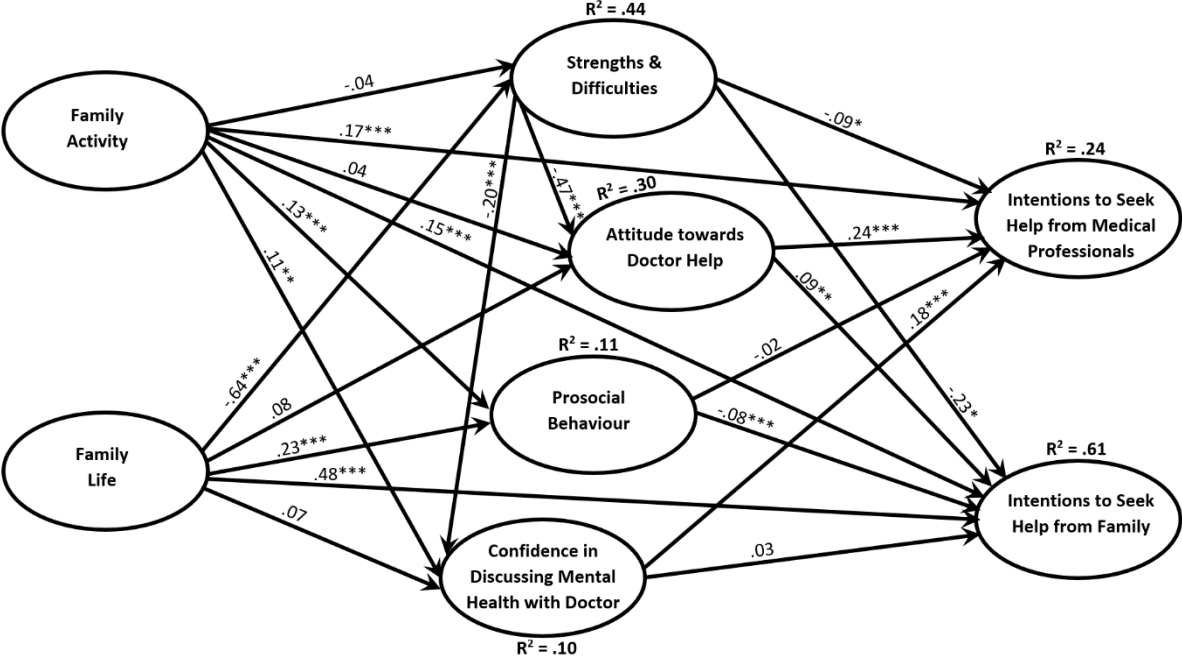 R² = .44
Strengths &
Difficulties
-.04
Family
Activity
.17***
-.09*
R² = .24
.04
-.20***
-.47***
R² = .30
Intentions to Seek
Help from Medical
Professionals
.13***
.15***
Attitude towards
Doctor Help
.24***
.11**
.09**
.18***
R² = .11
-.02
-.64***
.08
Prosocial
Behaviour
-.08***
-.23*
Family
Life
.23***
.48***
R² = .61
Intentions to Seek
Help from Family
.07
Confidence in
Discussing Mental
Health with Doctor
.03
R² = .10